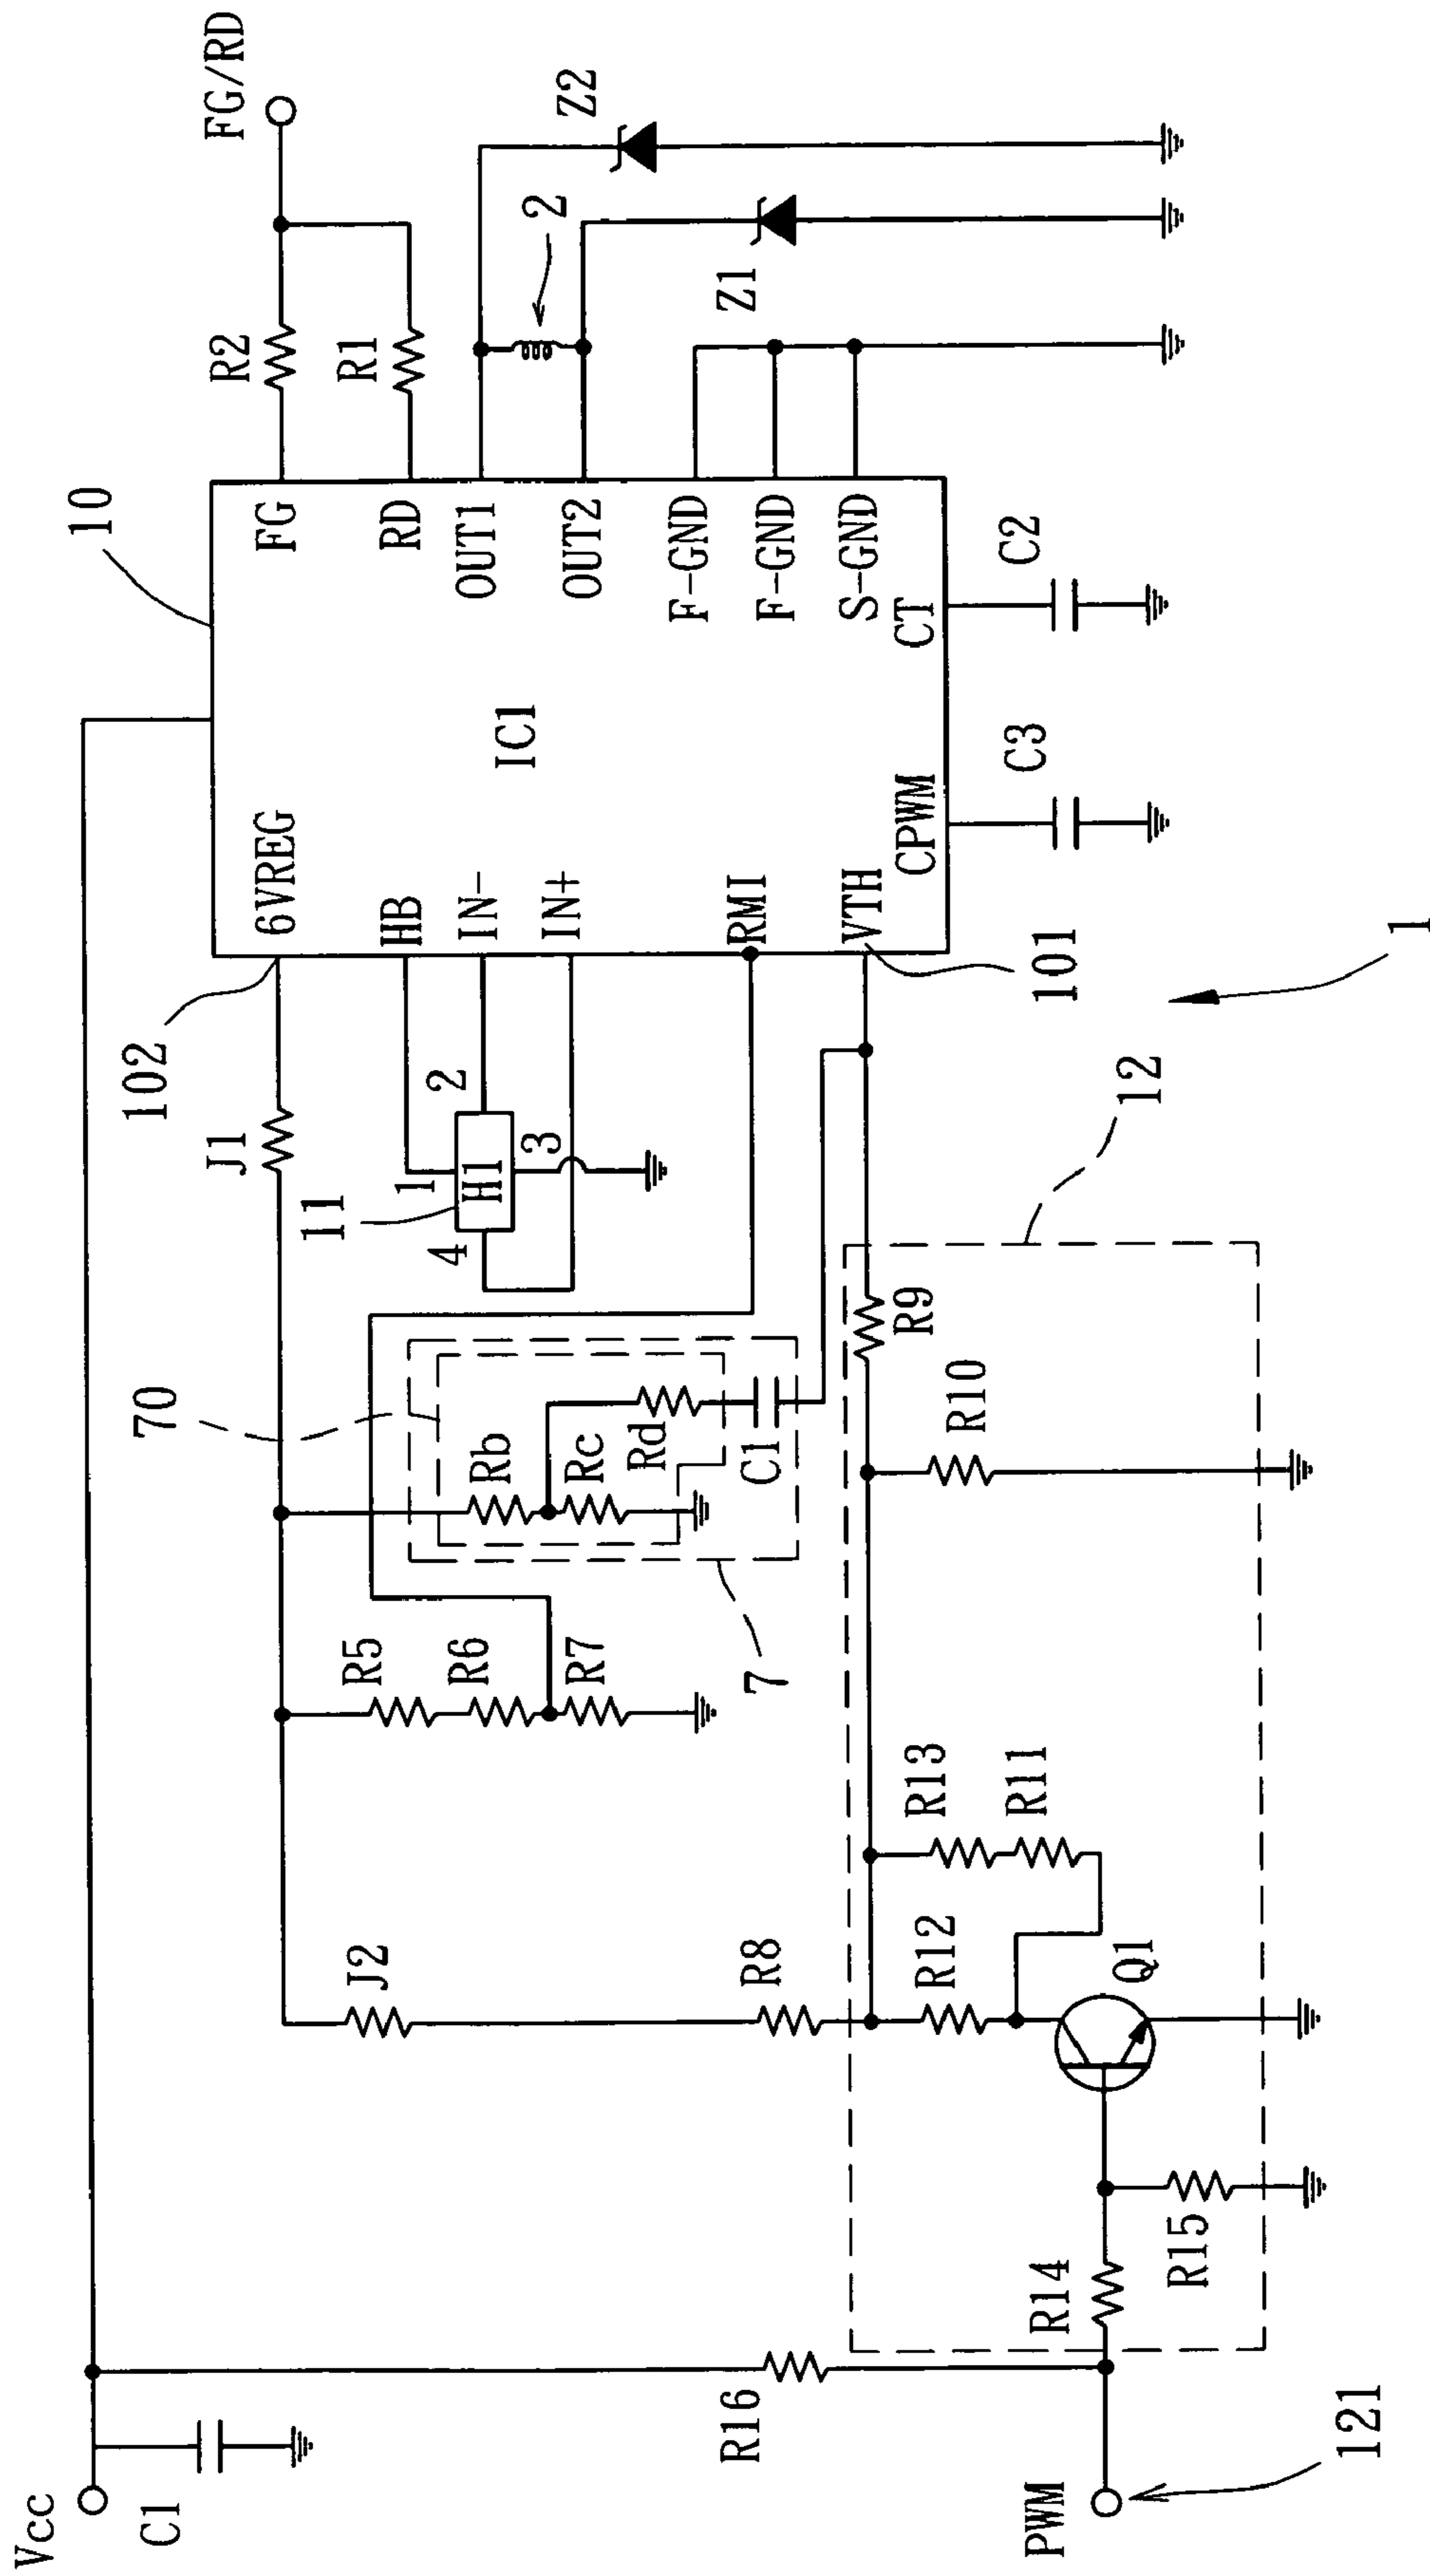 Vcc
C1
10
FG/RD
R2
R1
Z2
2
Z1
6VREG
HB
IN-
IN+
RMI
VTH
CPWM
CT
IC1
FG
RD
OUT1
OUT2
F-GND
F-GND
S-GND
C2
C3
102
J1
101
1
11
H1
1
2
3
4
70
Rb
Rc
Rd
C1
7
R5
R6
R7
J2
R8
12
R9
R10
R13
R11
R12
Q1
R14
R15
R16
PWM
121